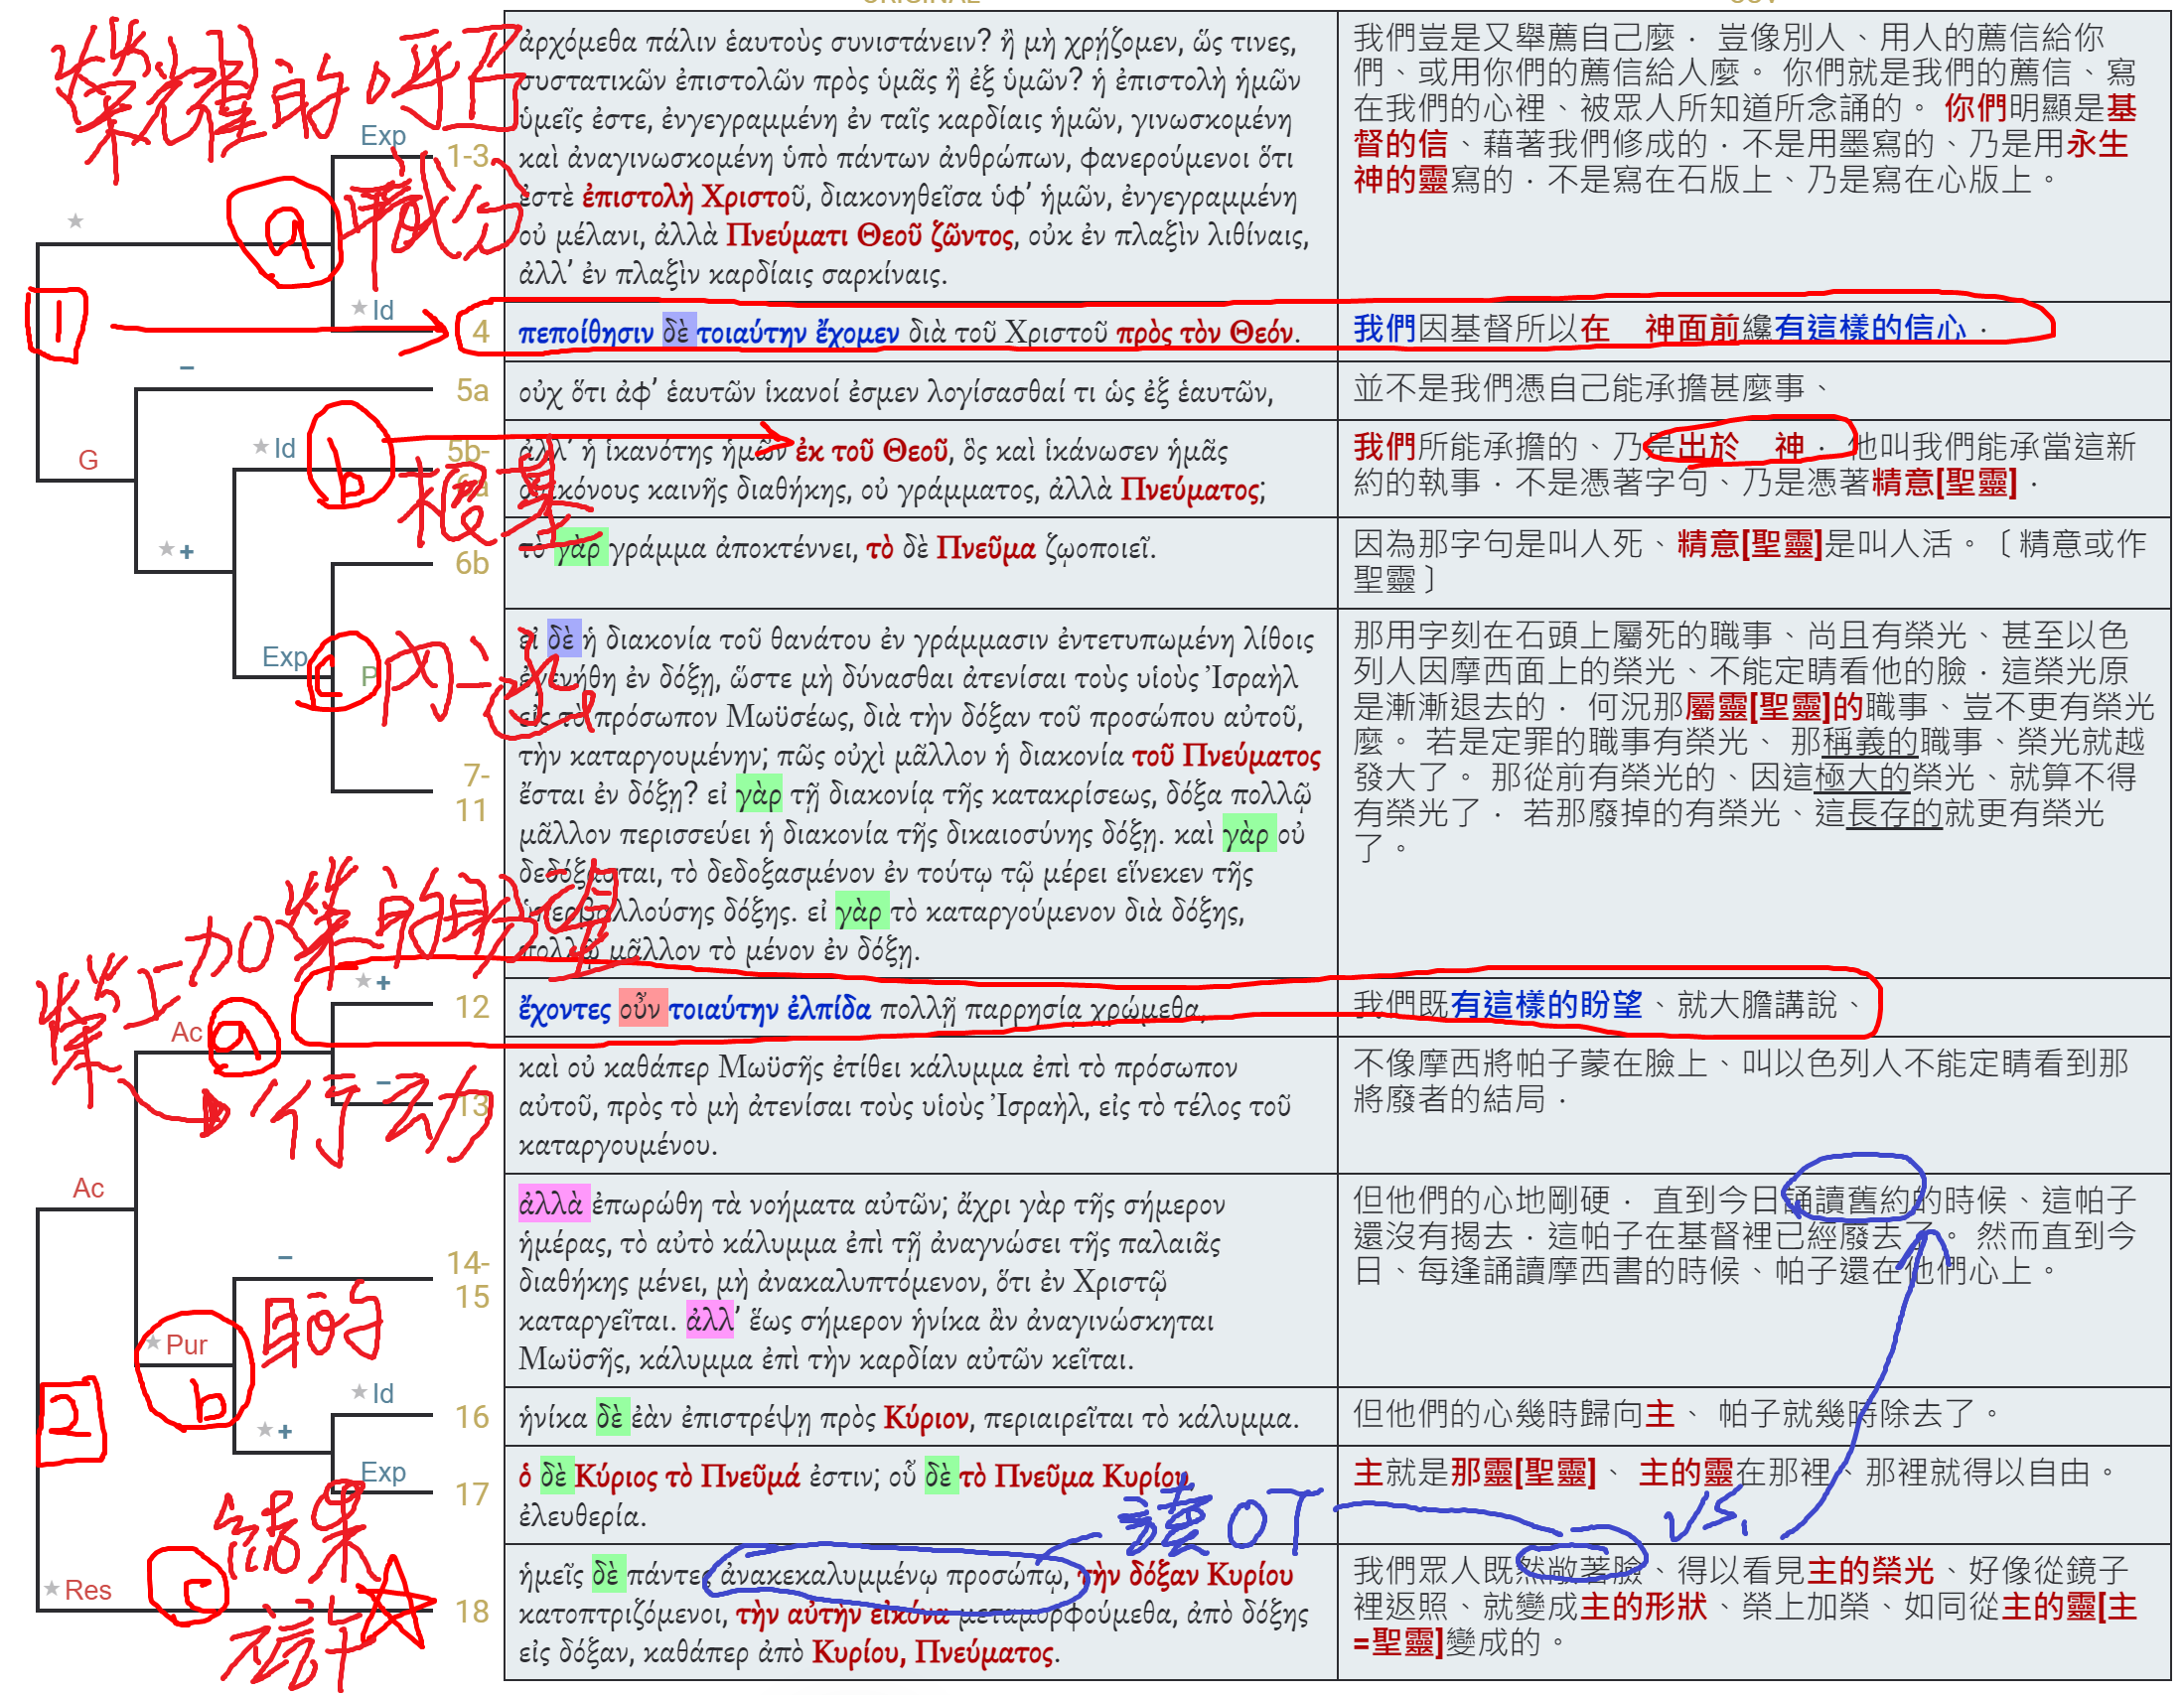 ORIGINAL
CUV
榮耀的呼召
Exp
1-3
a
職分
Id
1
4
−
5a
G
Id
b
根基
5b-
6a
+
6b
Exp
c
P
內
7-
11
榮上加榮的盼望
+
12
Ac
a
行动
−
13
Ac
−
14-
15
目的
Pur
b
Id
16
2
+
Exp
17
結果
c
Res
18
ἀρχόμεθα πάλιν ἑαυτοὺς συνιστάνειν? ἢ μὴ χρῄζομεν, ὥς τινες,
συστατικῶν ἐπιστολῶν πρὸς ὑμᾶς ἢ ἐξ ὑμῶν? ἡ ἐπιστολὴ ἡμῶν
ὑμεῖς ἐστε, ἐνγεγραμμένη ἐν ταῖς καρδίαις ἡμῶν, γινωσκομένη
καὶ ἀναγινωσκομένη ὑπὸ πάντων ἀνθρώπων, φανερούμενοι ὅτι
ἐστὲ ἐπιστολὴ Χριστοῦ, διακονηθεῖσα ὑφ’ ἡμῶν, ἐνγεγραμμένη
οὐ μέλανι, ἀλλὰ Πνεύματι Θεοῦ ζῶντος, οὐκ ἐν πλαξὶν λιθίναις,
ἀλλ’ ἐν πλαξὶν καρδίαις σαρκίναις.
我們豈是又舉薦自己麼． 豈像別人、用人的薦信給你
們、或用你們的薦信給人麼。 你們就是我們的薦信、寫
在我們的心裡、被眾人所知道所念誦的。 你們明顯是基
督的信、藉著我們修成的．不是用墨寫的、乃是用永生
神的靈寫的．不是寫在石版上、乃是寫在心版上。
πεποίθησιν δὲ τοιαύτην ἔχομεν διὰ τοῦ Χριστοῦ πρὸς τὸν Θεόν.
我們因基督所以在　神面前纔有這樣的信心．
οὐχ ὅτι ἀφ’ ἑαυτῶν ἱκανοί ἐσμεν λογίσασθαί τι ὡς ἐξ ἑαυτῶν,
並不是我們憑自己能承擔甚麼事、
ἀλλ’ ἡ ἱκανότης ἡμῶν ἐκ τοῦ Θεοῦ, ὃς καὶ ἱκάνωσεν ἡμᾶς
διακόνους καινῆς διαθήκης, οὐ γράμματος, ἀλλὰ Πνεύματος;
我們所能承擔的、乃是出於　神． 他叫我們能承當這新
約的執事．不是憑著字句、乃是憑著精意[聖靈]．
τὸ γὰρ γράμμα ἀποκτέννει, τὸ δὲ Πνεῦμα ζῳοποιεῖ.
因為那字句是叫人死、精意[聖靈]是叫人活。〔精意或作
聖靈〕
εἰ δὲ ἡ διακονία τοῦ θανάτου ἐν γράμμασιν ἐντετυπωμένη λίθοις
ἐγενήθη ἐν δόξῃ, ὥστε μὴ δύνασθαι ἀτενίσαι τοὺς υἱοὺς Ἰσραὴλ
εἰς τὸ πρόσωπον Μωϋσέως, διὰ τὴν δόξαν τοῦ προσώπου αὐτοῦ,
τὴν καταργουμένην; πῶς οὐχὶ μᾶλλον ἡ διακονία τοῦ Πνεύματος
ἔσται ἐν δόξῃ? εἰ γὰρ τῇ διακονίᾳ τῆς κατακρίσεως, δόξα πολλῷ
μᾶλλον περισσεύει ἡ διακονία τῆς δικαιοσύνης δόξῃ. καὶ γὰρ οὐ
δεδόξασται, τὸ δεδοξασμένον ἐν τούτῳ τῷ μέρει εἵνεκεν τῆς
ὑπερβαλλούσης δόξης. εἰ γὰρ τὸ καταργούμενον διὰ δόξης,
πολλῷ μᾶλλον τὸ μένον ἐν δόξῃ.
那用字刻在石頭上屬死的職事、尚且有榮光、甚至以色
列人因摩西面上的榮光、不能定睛看他的臉．這榮光原
是漸漸退去的． 何況那屬靈[聖靈]的職事、豈不更有榮光
麼。 若是定罪的職事有榮光、 那稱義的職事、榮光就越
發大了。 那從前有榮光的、因這極大的榮光、就算不得
有榮光了． 若那廢掉的有榮光、這長存的就更有榮光
了。
ἔχοντες οὖν τοιαύτην ἐλπίδα πολλῇ παρρησίᾳ χρώμεθα,
我們既有這樣的盼望、就大膽講說、
καὶ οὐ καθάπερ Μωϋσῆς ἐτίθει κάλυμμα ἐπὶ τὸ πρόσωπον
αὐτοῦ, πρὸς τὸ μὴ ἀτενίσαι τοὺς υἱοὺς Ἰσραὴλ, εἰς τὸ τέλος τοῦ
καταργουμένου.
不像摩西將帕子蒙在臉上、叫以色列人不能定睛看到那
將廢者的結局．
ἀλλὰ ἐπωρώθη τὰ νοήματα αὐτῶν; ἄχρι γὰρ τῆς σήμερον
ἡμέρας, τὸ αὐτὸ κάλυμμα ἐπὶ τῇ ἀναγνώσει τῆς παλαιᾶς
διαθήκης μένει, μὴ ἀνακαλυπτόμενον, ὅτι ἐν Χριστῷ
καταργεῖται. ἀλλ’ ἕως σήμερον ἡνίκα ἂν ἀναγινώσκηται
Μωϋσῆς, κάλυμμα ἐπὶ τὴν καρδίαν αὐτῶν κεῖται.
但他們的心地剛硬． 直到今日誦讀舊約的時候、這帕子
還沒有揭去．這帕子在基督裡已經廢去了。 然而直到今
日、每逢誦讀摩西書的時候、帕子還在他們心上。
ἡνίκα δὲ ἐὰν ἐπιστρέψῃ πρὸς Κύριον, περιαιρεῖται τὸ κάλυμμα.
但他們的心幾時歸向主、 帕子就幾時除去了。
ὁ δὲ Κύριος τὸ Πνεῦμά ἐστιν; οὗ δὲ τὸ Πνεῦμα Κυρίου,
ἐλευθερία.
主就是那靈[聖靈]、 主的靈在那裡、那裡就得以自由。
讀OT
VS.
ἡμεῖς δὲ πάντες ἀνακεκαλυμμένῳ προσώπῳ, τὴν δόξαν Κυρίου
κατοπτριζόμενοι, τὴν αὐτὴν εἰκόνα μεταμορφούμεθα, ἀπὸ δόξης
εἰς δόξαν, καθάπερ ἀπὸ Κυρίου, Πνεύματος.
我們眾人既然敞著臉、得以看見主的榮光、好像從鏡子
裡返照、就變成主的形狀、榮上加榮、如同從主的靈[主
=聖靈]變成的。